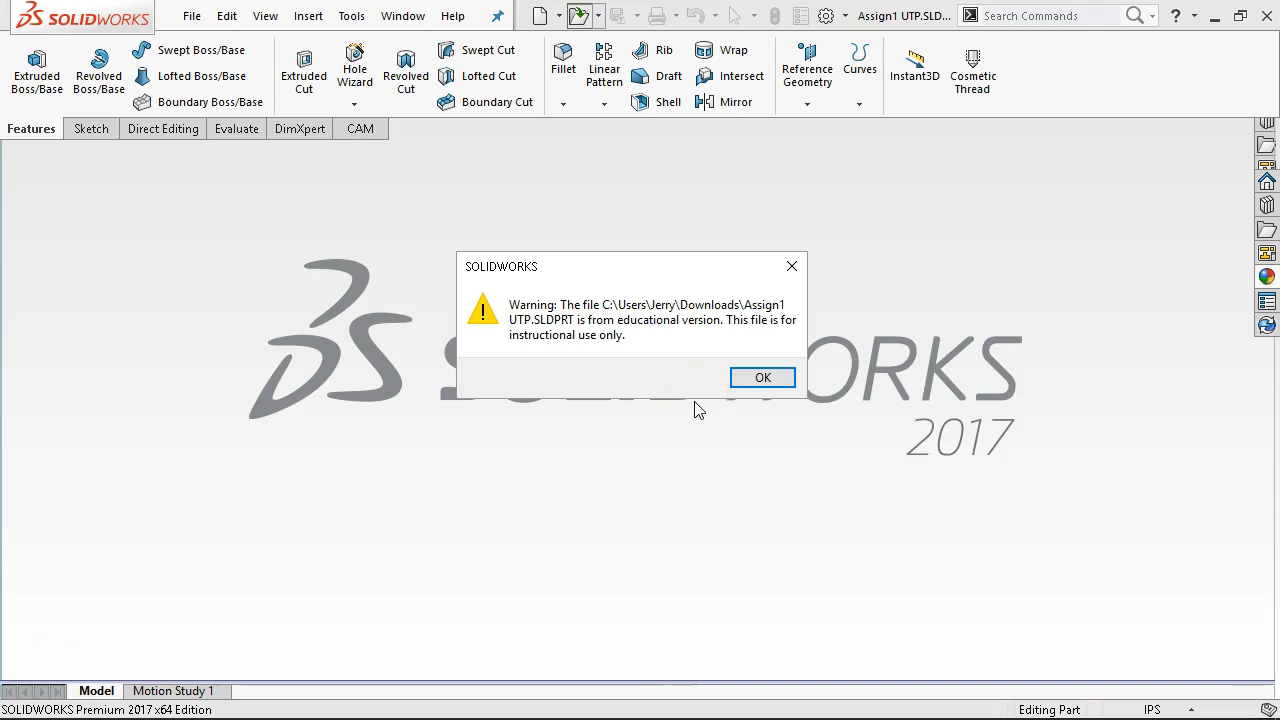 SOLIDWORKS
File Edit View Insert Tools Window Help
Assign1 UTP.SLD...
Search Commands
?
Extruded Boss/Base
Revolved Boss/Base
Swept Boss/Base
Lofted Boss/Base
Boundary Boss/Base
Extruded Cut
Hole Wizard
Revolved Cut
Swept Cut
Lofted Cut
Boundary Cut
Fillet
Linear Pattern
Rib
Draft
Shell
Wrap
Intersect
Mirror
Reference Geometry
Curves
Instant3D
Cosmetic Thread
Features Sketch Direct Editing Evaluate DimXpert CAM
SOLIDWORKS
Warning: The file C:\Users\Jerry\Downloads\Assign1
UTP.SLDPRT is from educational version. This file is for
instructional use only.
OK
WORKS
2017
Model Motion Study 1
SOLIDWORKS Premium 2017 x64 Edition
Editing Part
IPS